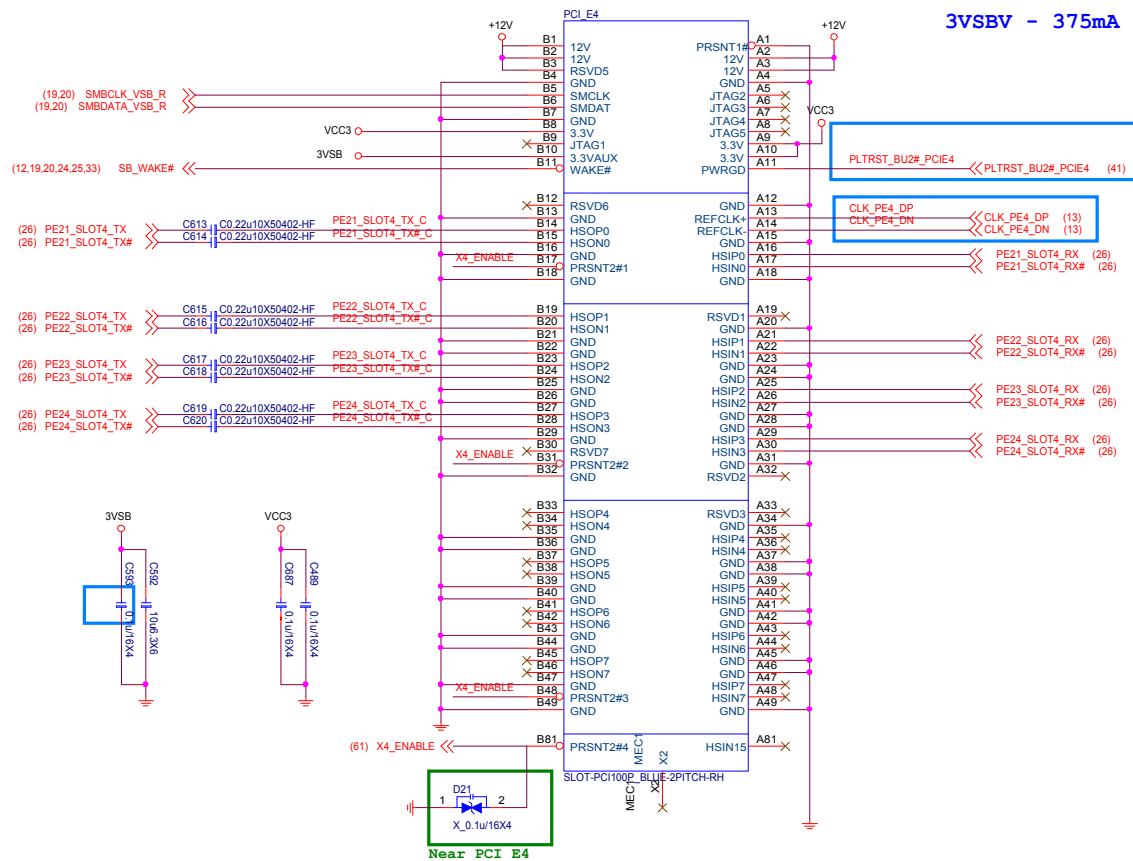 PCI_E4
3VSBV - 375mA
+12V
+12V
B1 12V PRSNT1# A1
B2 12V 12V A2
B3 RSVD5 12V A3
B4 GND GND A4
(19,20) SMBCLK_VSB_R B5 SMCLK JTAG2 A5
(19,20) SMBDATA_VSB_R B6 SMDAT JTAG3 A6
B7 GND JTAG4 A7
VCC3 B8 3.3V JTAG5 A8 VCC3
B9 JTAG1 3.3V A9
3VSB B10 3.3VAUX 3.3V A10
(12,19,20,24,25,33) SB_WAKE# B11 WAKE# PWRGD A11 PLTRST_BU2#_PCIE4 PLTRST_BU2#_PCIE4 (41)
B12 RSVD6 GND A12
B13 GND REFCLK+ A13 CLK_PE4_DP CLK_PE4_DP (13)
(26) PE21_SLOT4_TX C613 C0.22u10X50402-HF PE21_SLOT4_TX_C B14 HSOP0 REFCLK- A14 CLK_PE4_DN CLK_PE4_DN (13)
(26) PE21_SLOT4_TX# C614 C0.22u10X50402-HF PE21_SLOT4_TX#_C B15 HSON0 GND A15
B16 GND HSIP0 A16 PE21_SLOT4_RX (26)
X4_ENABLE B17 PRSNT2#1 HSIN0 A17 PE21_SLOT4_RX# (26)
B18 GND GND A18
(26) PE22_SLOT4_TX C615 C0.22u10X50402-HF PE22_SLOT4_TX_C B19 HSOP1 RSVD1 A19
(26) PE22_SLOT4_TX# C616 C0.22u10X50402-HF PE22_SLOT4_TX#_C B20 HSON1 GND A20
B21 GND HSIP1 A21 PE22_SLOT4_RX (26)
B22 GND HSIN1 A22 PE22_SLOT4_RX# (26)
(26) PE23_SLOT4_TX C617 C0.22u10X50402-HF PE23_SLOT4_TX_C B23 HSOP2 GND A23
(26) PE23_SLOT4_TX# C618 C0.22u10X50402-HF PE23_SLOT4_TX#_C B24 HSON2 GND A24
B25 GND HSIP2 A25 PE23_SLOT4_RX (26)
B26 GND HSIN2 A26 PE23_SLOT4_RX# (26)
(26) PE24_SLOT4_TX C619 C0.22u10X50402-HF PE24_SLOT4_TX_C B27 HSOP3 GND A27
(26) PE24_SLOT4_TX# C620 C0.22u10X50402-HF PE24_SLOT4_TX#_C B28 HSON3 GND A28
B29 GND HSIP3 A29 PE24_SLOT4_RX (26)
B30 RSVD7 HSIN3 A30 PE24_SLOT4_RX# (26)
X4_ENABLE B31 PRSNT2#2 GND A31
B32 GND RSVD2 A32
B33 HSOP4 RSVD3 A33
B34 HSON4 GND A34
B35 GND HSIP4 A35
B36 GND HSIN4 A36
B37 HSOP5 GND A37
B38 HSON5 GND A38
B39 GND HSIP5 A39
B40 GND HSIN5 A40
B41 HSOP6 GND A41
B42 HSON6 GND A42
B43 GND HSIP6 A43
B44 GND HSIN6 A44
B45 HSOP7 GND A45
B46 HSON7 GND A46
B47 GND HSIP7 A47
X4_ENABLE B48 PRSNT2#3 HSIN7 A48
B49 GND GND A49
(61) X4_ENABLE B81 PRSNT2#4 HSIN15 A81
MEC1 X2
SLOT-PCI100P_BLUE-2PITCH-RH
MEC1 X2
3VSB
C593 0.1u/16X4
C592 10u6.3X6
VCC3
C687 0.1u/16X4
C489 0.1u/16X4
D21
1 2
X_0.1u/16X4
Near PCI_E4